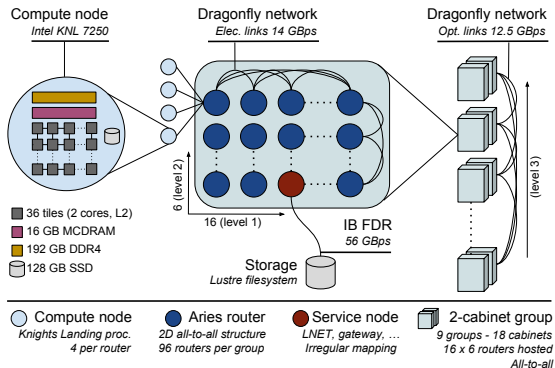 Compute node
Intel KNL 7250
Dragonfly network
Elec. links 14 GBps
Dragonfly network
Opt. links 12.5 GBps
36 tiles (2 cores, L2)
16 GB MCDRAM
192 GB DDR4
128 GB SSD
6 (level 2)
16 (level 1)
(level 3)
IB FDR
56 GBps
Storage
Lustre filesystem
Compute node
Knights Landing proc.
4 per router
Aries router
2D all-to-all structure
96 routers per group
Service node
LNET, gateway, ...
Irregular mapping
2-cabinet group
9 groups - 18 cabinets
16 x 6 routers hosted
All-to-all